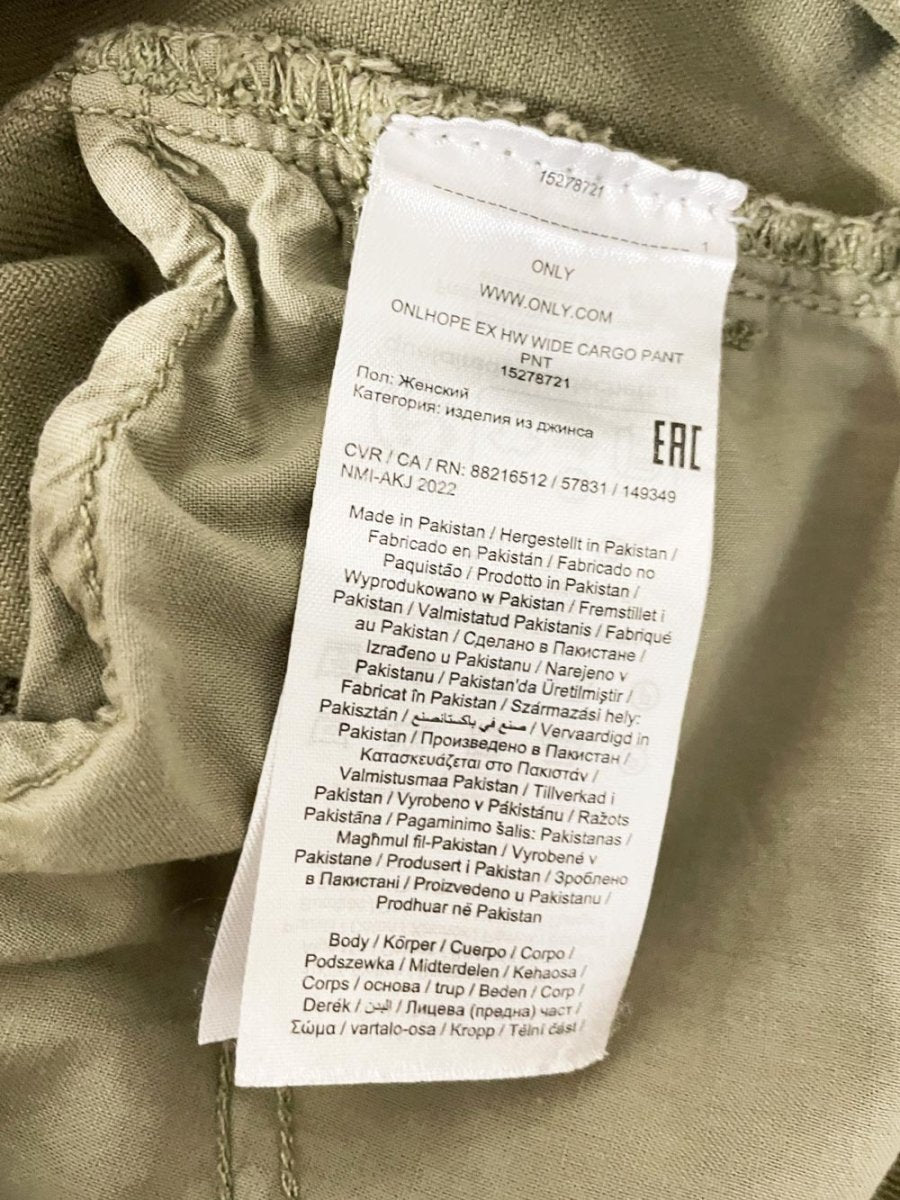 15278721
1
ONLY
WWW.ONLY.COM
ONLHOPE EX HW WIDE CARGO PANT
PNT
15278721
Пол: Женский
Категория: изделия из джинса
EAC
CVR / CA / RN: 88216512 / 57831 / 149349
NMI-AKJ 2022
Made in Pakistan / Hergestellt in Pakistan /
Fabricado en Pakistán / Fabricado no
Paquistão / Prodotto in Pakistan /
Wyprodukowano w Pakistan / Fremstillet i
Pakistan / Valmistatud Pakistanis / Fabriqué
au Pakistan / Сделано в Пакистане /
Izrađeno u Pakistanu / Narejeno v
Pakistanu / Pakistan'da Üretilmiştir /
Fabricat în Pakistan / Származási hely:
Pakisztán / صنع في باكستانصنع / Vervaardigd in
Pakistan / Произведено в Пакистан /
Κατασκευάζεται στο Πακιστάν /
Valmistusmaa Pakistan / Tillverkad i
Pakistan / Vyrobeno v Pákistánu / Ražots
Pakistāna / Pagaminimo šalis: Pakistanas /
Magħmul fil-Pakistan / Vyrobené v
Pakistane / Produsert i Pakistan / Зроблено
в Пакистані / Proizvedeno u Pakistanu /
Prodhuar në Pakistan
Body / Körper / Cuerpo / Corpo /
Podszewka / Midterdelen / Kehaosa /
Corps / основа / trup / Beden / Corp /
Derék / البدن / Лицева (предна) част /
Σώμα / vartalo-osa / Kropp / Tělní část /